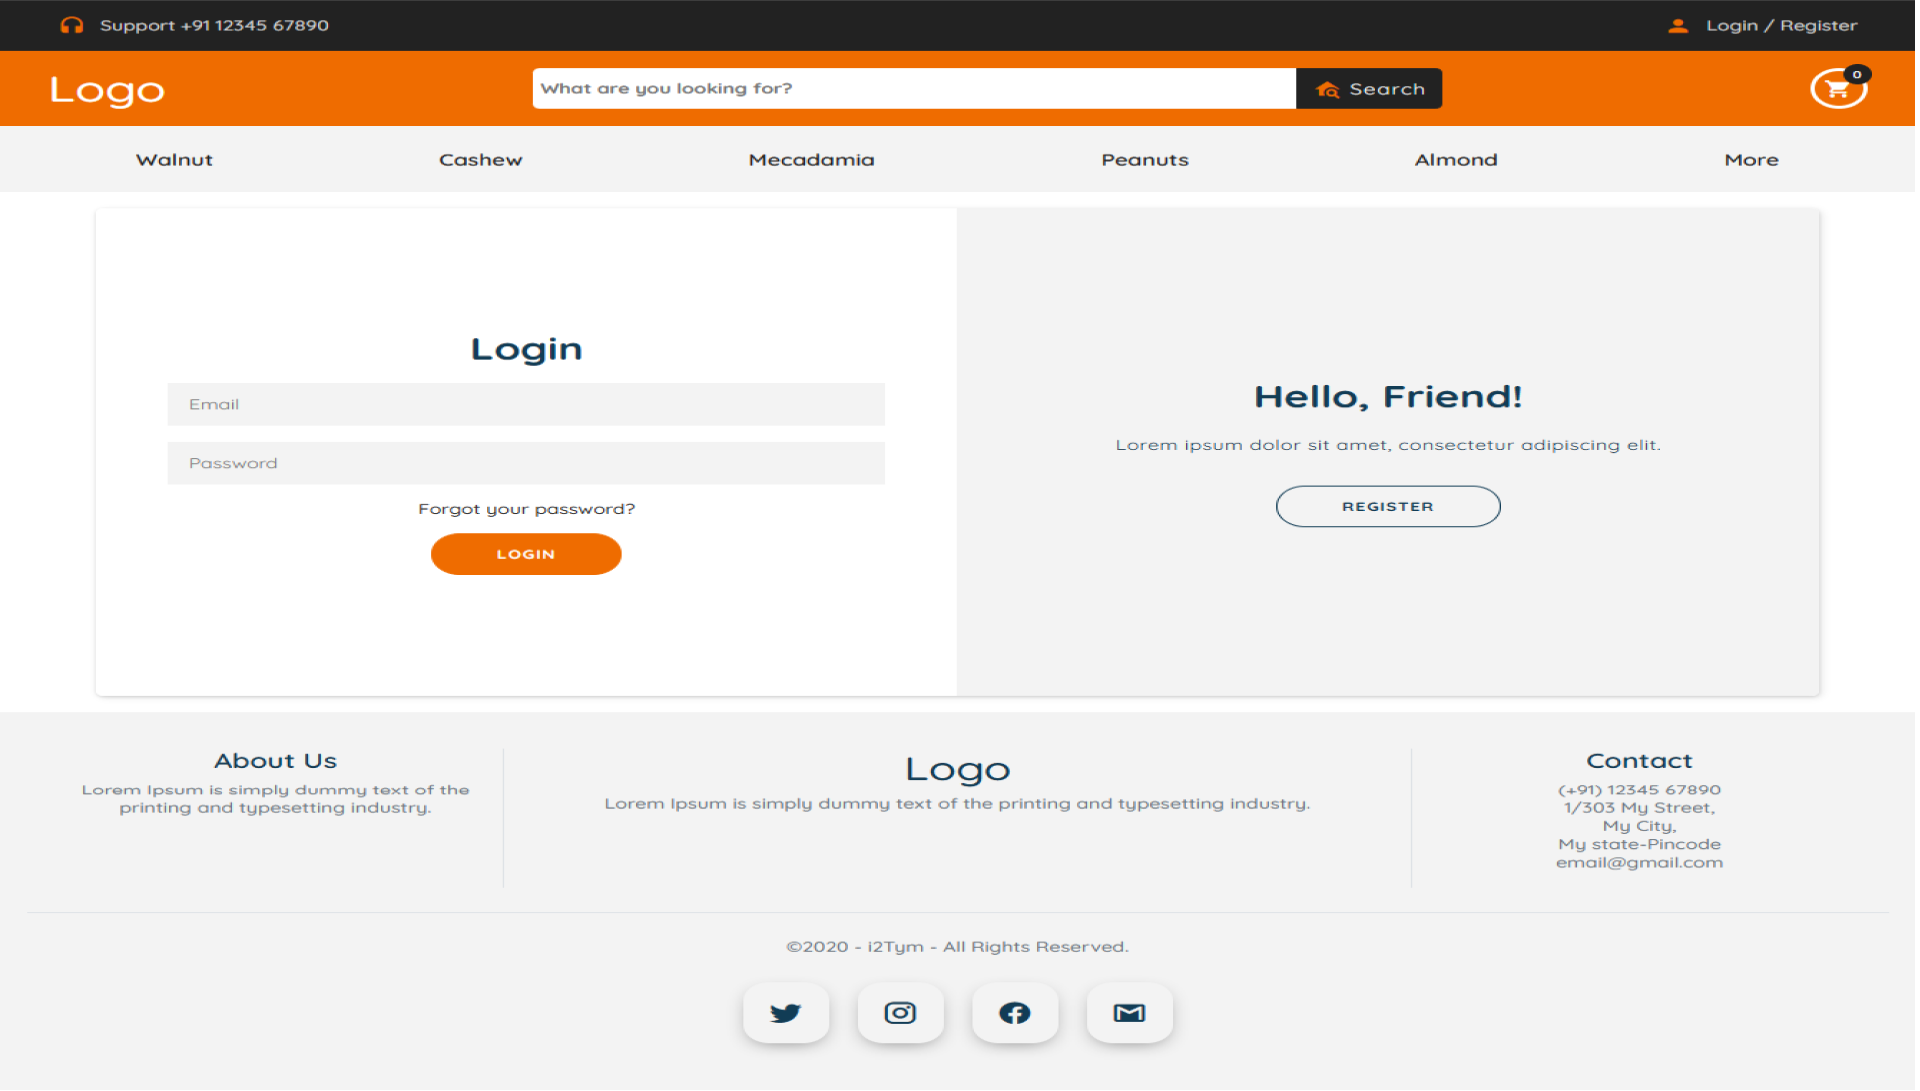 Support +91 12345 67890
Login / Register
Logo
What are you looking for?
Search
0
Walnut
Cashew
Mecadamia
Peanuts
Almond
More
Login
Email
Password
Forgot your password?
LOGIN
Hello, Friend!
Lorem ipsum dolor sit amet, consectetur adipiscing elit.
REGISTER
About Us
Lorem Ipsum is simply dummy text of the
printing and typesetting industry.
Logo
Lorem Ipsum is simply dummy text of the printing and typesetting industry.
Contact
(+91) 12345 67890
1/303 My Street,
My City,
My state-Pincode
email@gmail.com
©2020 - i2Tym - All Rights Reserved.